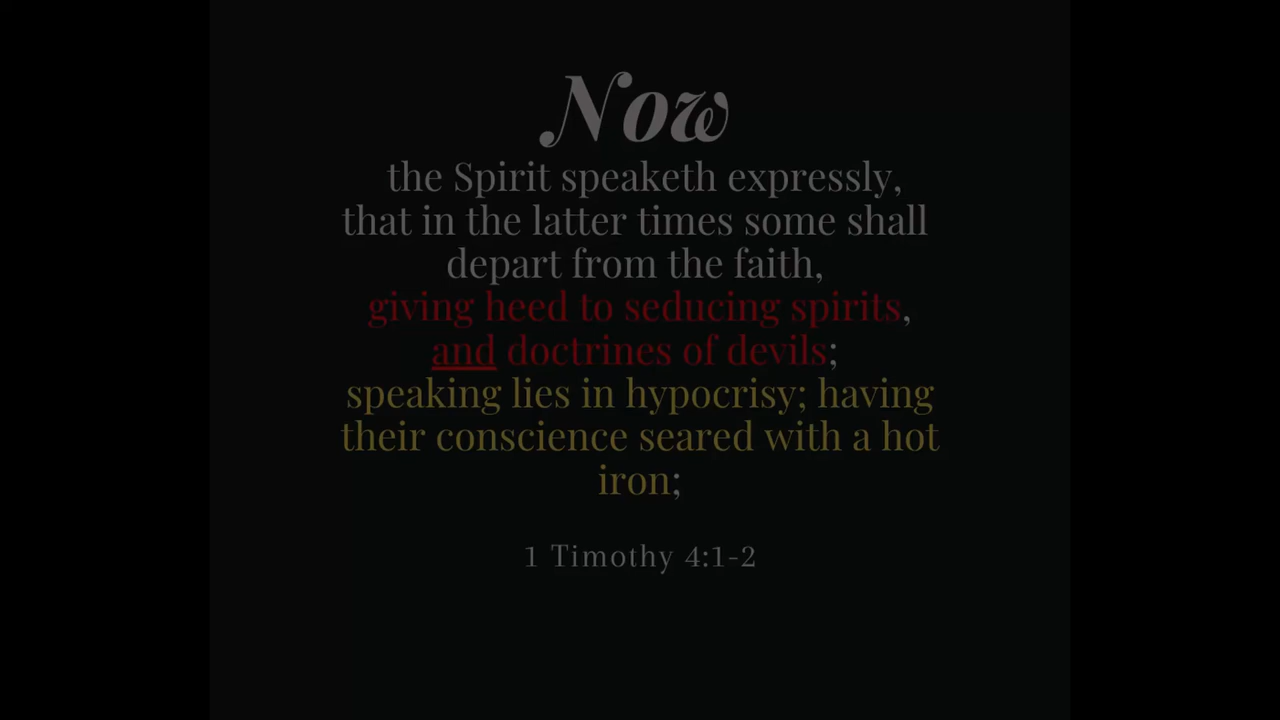 Now
the Spirit speaketh expressly,
that in the latter times some shall
depart from the faith,
giving heed to seducing spirits,
and doctrines of devils;
speaking lies in hypocrisy; having
their conscience seared with a hot
iron;
1 Timothy 4:1-2